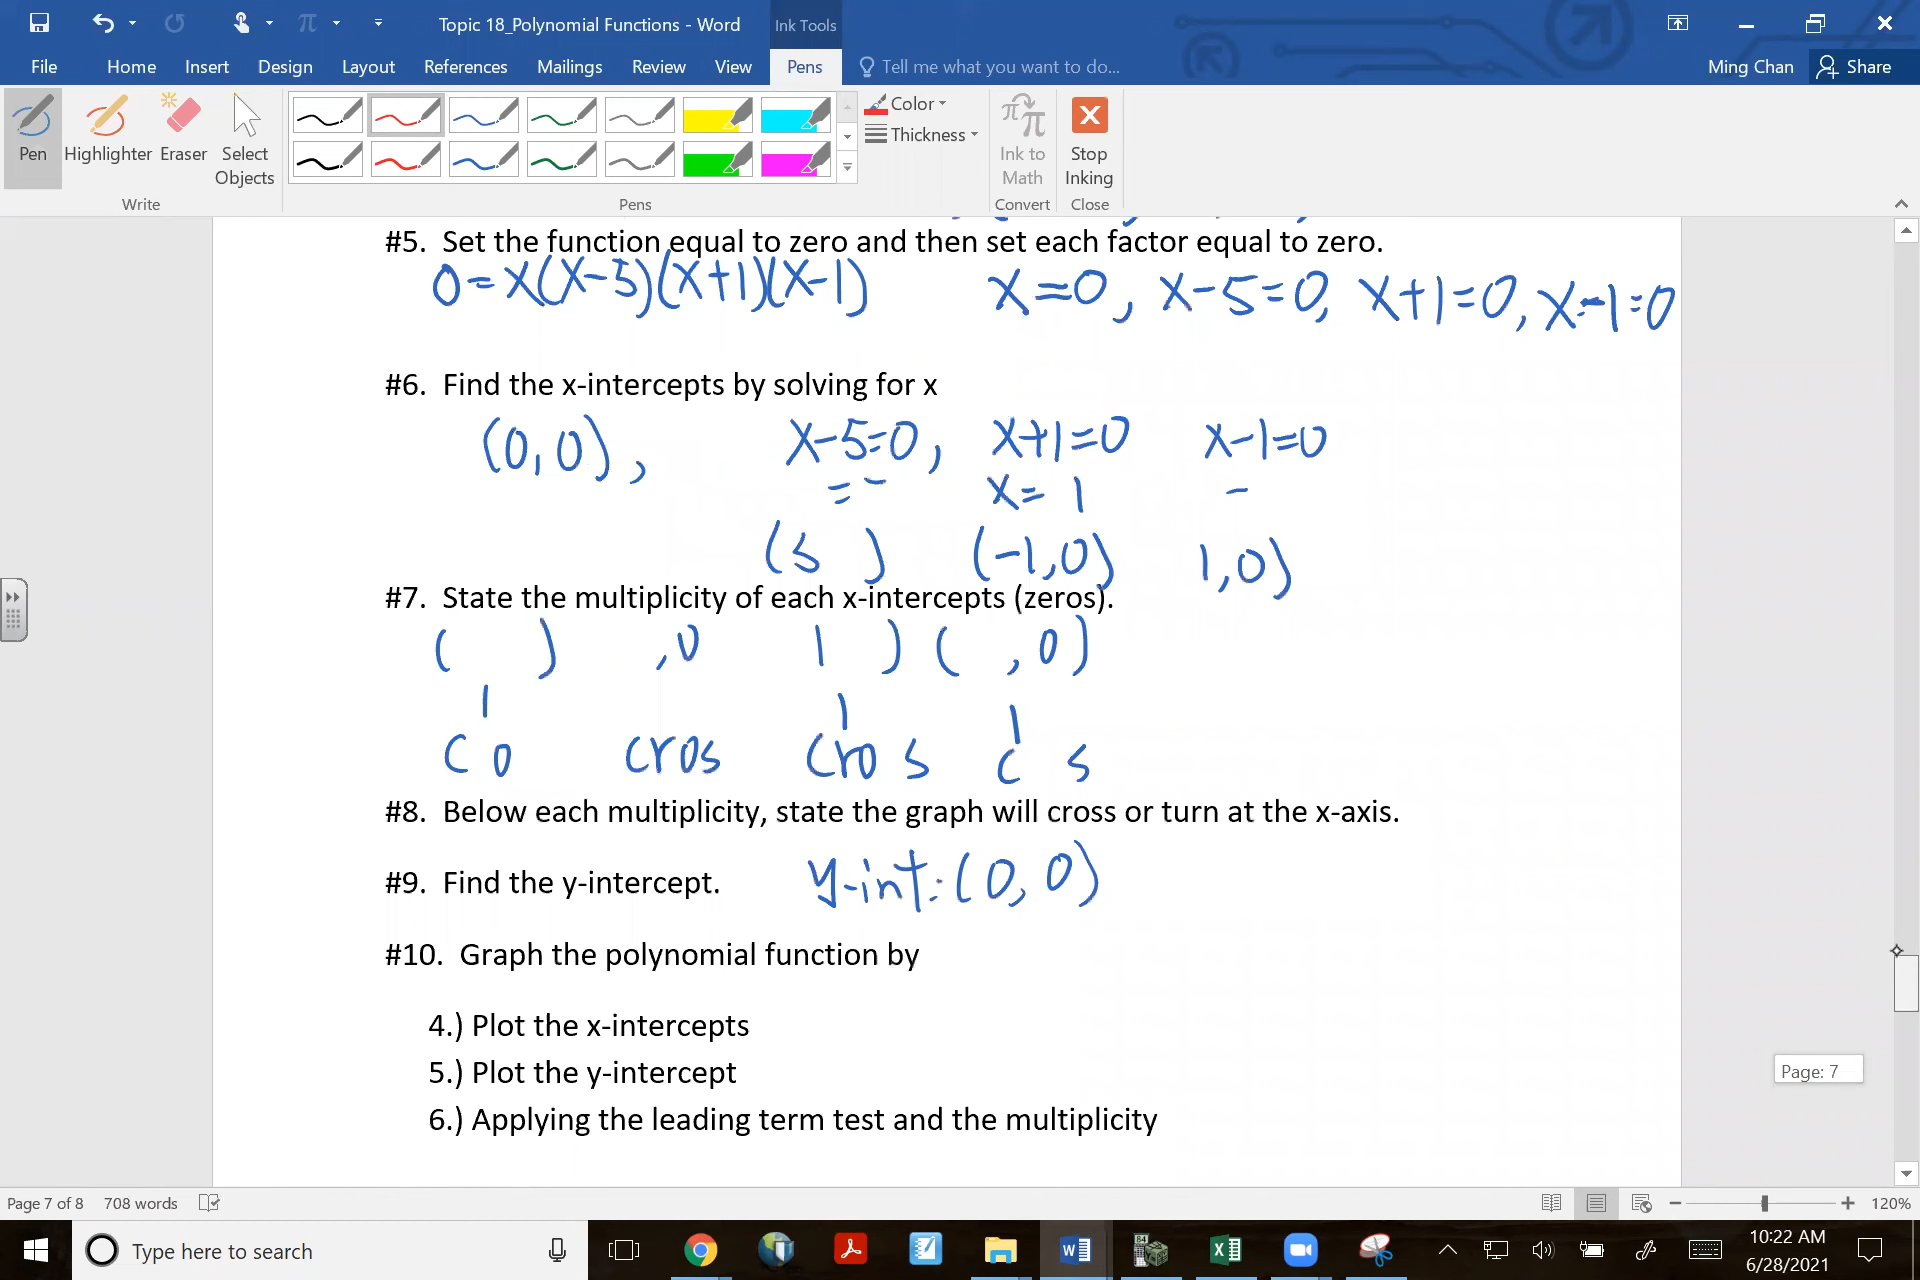 Topic 18_Polynomial Functions - Word
Ink Tools
File Home Insert Design Layout References Mailings Review View Pens Tell me what you want to do... Ming Chan Share
Pen Highlighter Eraser Select Objects
Color
Thickness
Ink to Math
Stop Inking
Write Pens Convert Close
#5. Set the function equal to zero and then set each factor equal to zero.
0=x(x-5)(x+1)(x-1) x=0, x-5=0, x+1=0, x-1=0
#6. Find the x-intercepts by solving for x
(0,0), x-5=0, x+1=0 x-1=0
= - x= 1 -
(5 ) (-1,0) 1,0)
#7. State the multiplicity of each x-intercepts (zeros).
( ) ,0 1 ) ( ,0)
1 1 1
c o cros cro s c s
#8. Below each multiplicity, state the graph will cross or turn at the x-axis.
#9. Find the y-intercept. y-int:(0,0)
#10. Graph the polynomial function by
4.) Plot the x-intercepts
5.) Plot the y-intercept
Page: 7
6.) Applying the leading term test and the multiplicity
Page 7 of 8 708 words 120%
Type here to search
10:22 AM
6/28/2021